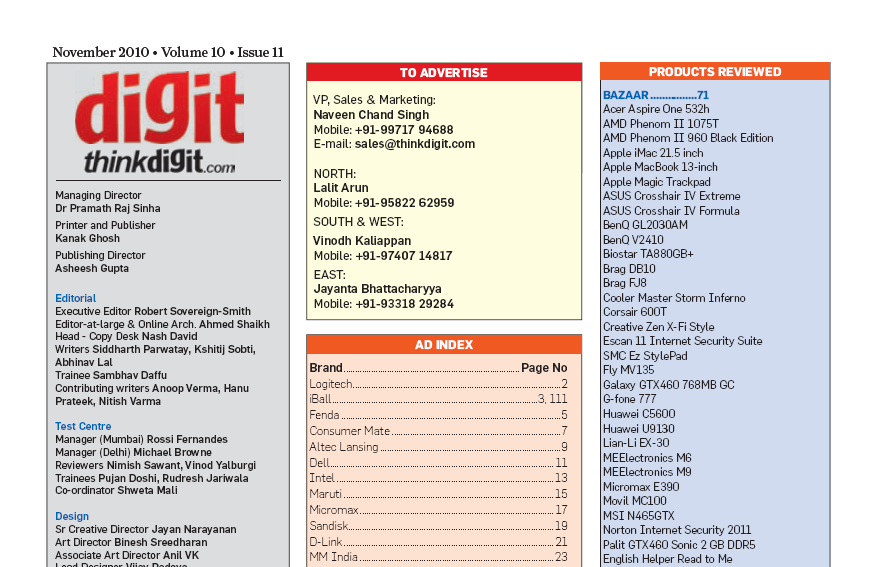 November 2010 • Volume 10 • Issue 11
digit
thinkdigit.com
Managing Director
Dr Pramath Raj Sinha
Printer and Publisher
Kanak Ghosh
Publishing Director
Asheesh Gupta
Editorial
Executive Editor Robert Sovereign-Smith
Editor-at-large & Online Arch. Ahmed Shaikh
Head - Copy Desk Nash David
Writers Siddharth Parwatay, Kshitij Sobti,
Abhinav Lal
Trainee Sambhav Daffu
Contributing writers Anoop Verma, Hanu
Prateek, Nitish Varma
Test Centre
Manager (Mumbai) Rossi Fernandes
Manager (Delhi) Michael Browne
Reviewers Nimish Sawant, Vinod Yalburgi
Trainees Pujan Doshi, Rudresh Jariwala
Co-ordinator Shweta Mali
Design
Sr Creative Director Jayan Narayanan
Art Director Binesh Sreedharan
Associate Art Director Anil VK
TO ADVERTISE
VP, Sales & Marketing:
Naveen Chand Singh
Mobile: +91-99717 94688
E-mail: sales@thinkdigit.com
NORTH:
Lalit Arun
Mobile: +91-95822 62959
SOUTH & WEST:
Vinodh Kaliappan
Mobile: +91-97407 14817
EAST:
Jayanta Bhattacharyya
Mobile: +91-93318 29284
AD INDEX
Brand Page No
Logitech 2
iBall 3, 111
Fenda 5
Consumer Mate 7
Altec Lansing 9
Dell 11
Intel 13
Maruti 15
Micromax 17
Sandisk 19
D-Link 21
MM India 23
PRODUCTS REVIEWED
BAZAAR ................71
Acer Aspire One 532h
AMD Phenom II 1075T
AMD Phenom II 960 Black Edition
Apple iMac 21.5 inch
Apple MacBook 13-inch
Apple Magic Trackpad
ASUS Crosshair IV Extreme
ASUS Crosshair IV Formula
BenQ GL2030AM
BenQ V2410
Biostar TA880GB+
Brag DB10
Brag FJ8
Cooler Master Storm Inferno
Corsair 600T
Creative Zen X-Fi Style
Escan 11 Internet Security Suite
SMC Ez StylePad
Fly MV135
Galaxy GTX460 768MB GC
G-fone 777
Huawei C5600
Huawei U9130
Lian-Li EX-30
MEElectronics M6
MEElectronics M9
Micromax E390
Movil MC100
MSI N465GTX
Norton Internet Security 2011
Palit GTX460 Sonic 2 GB DDR5
English Helper Read to Me